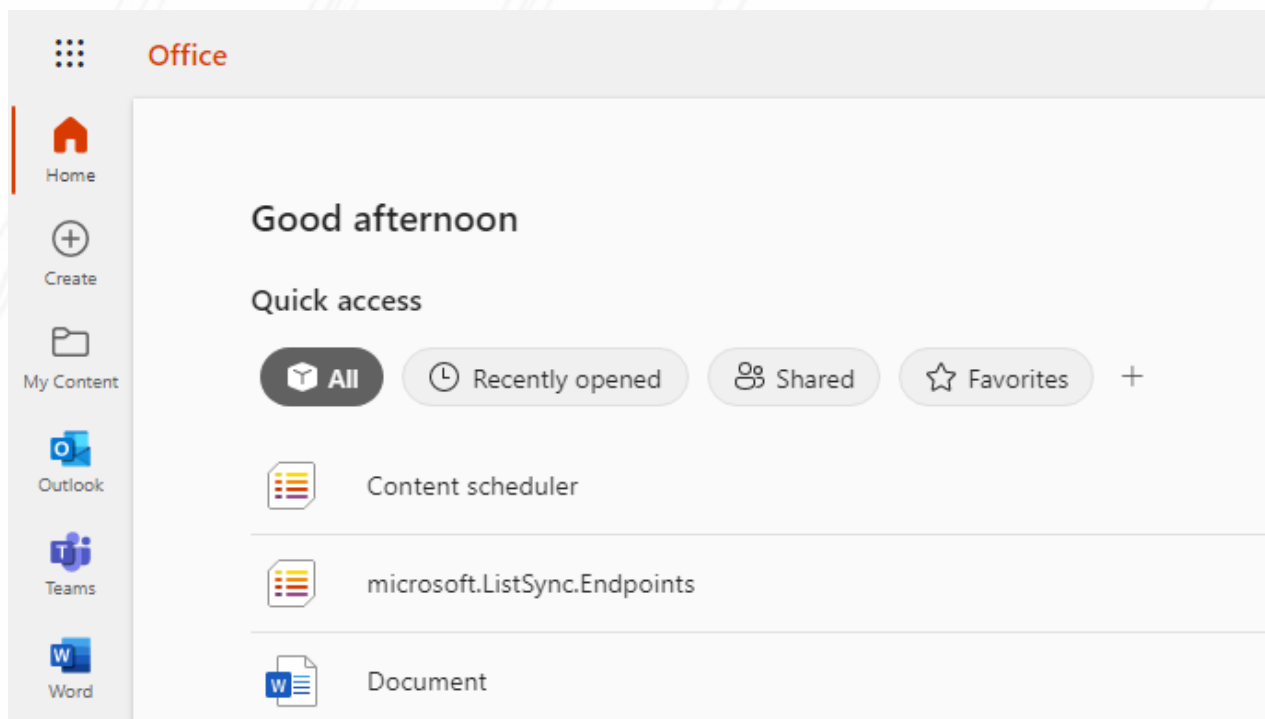 Office
Home
Create
My Content
Outlook
Teams
Word
Good afternoon
Quick access
All Recently opened Shared Favorites
Content scheduler
microsoft.ListSync.Endpoints
Document